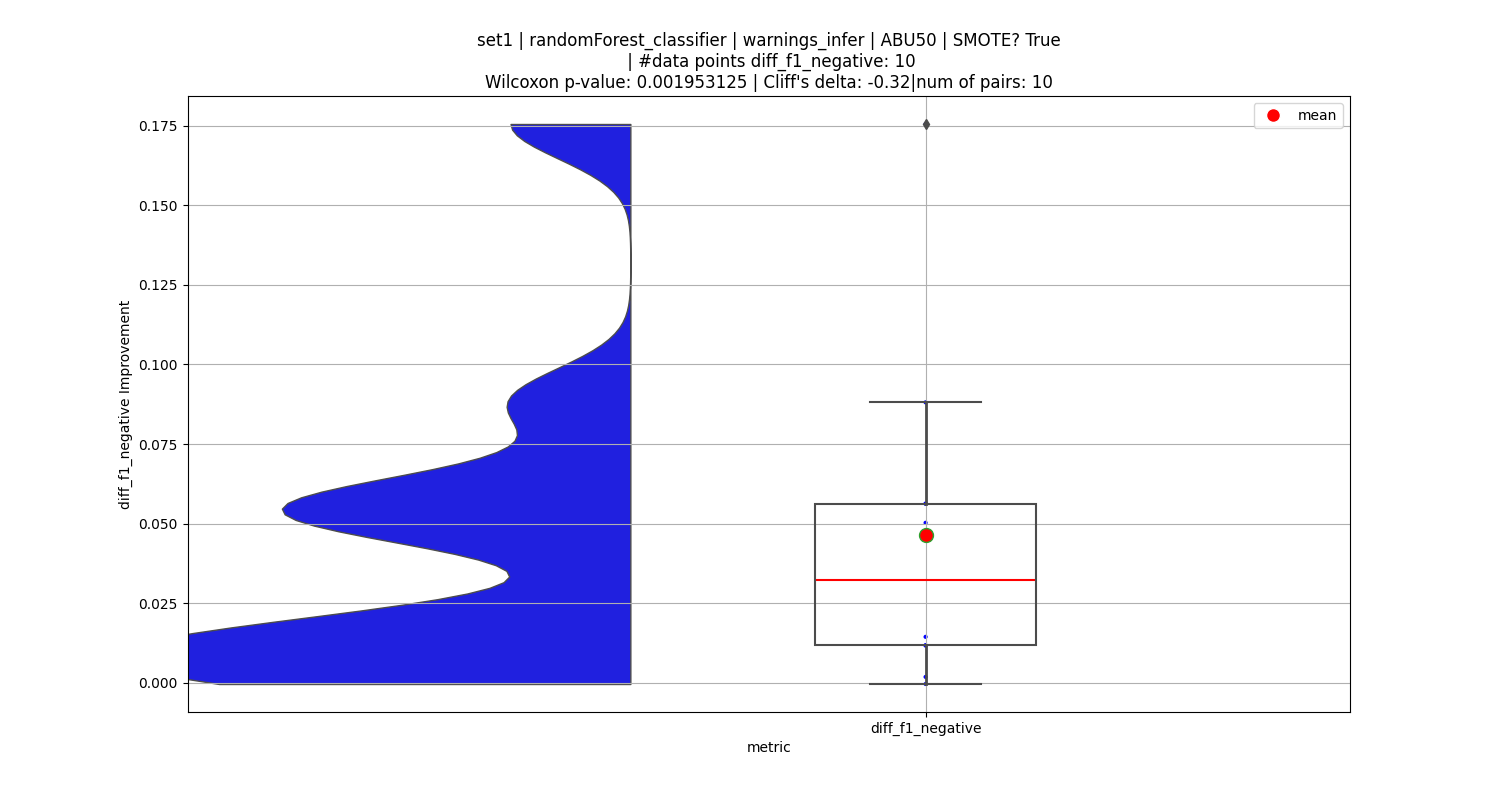 set1 | randomForest_classifier | warnings_infer | ABU50 | SMOTE? True
| #data points diff_f1_negative: 10
Wilcoxon p-value: 0.001953125 | Cliff's delta: -0.32|num of pairs: 10
mean
0.175
0.150
0.125
0.100
0.075
0.050
0.025
0.000
diff_f1_negative Improvement
diff_f1_negative
metric